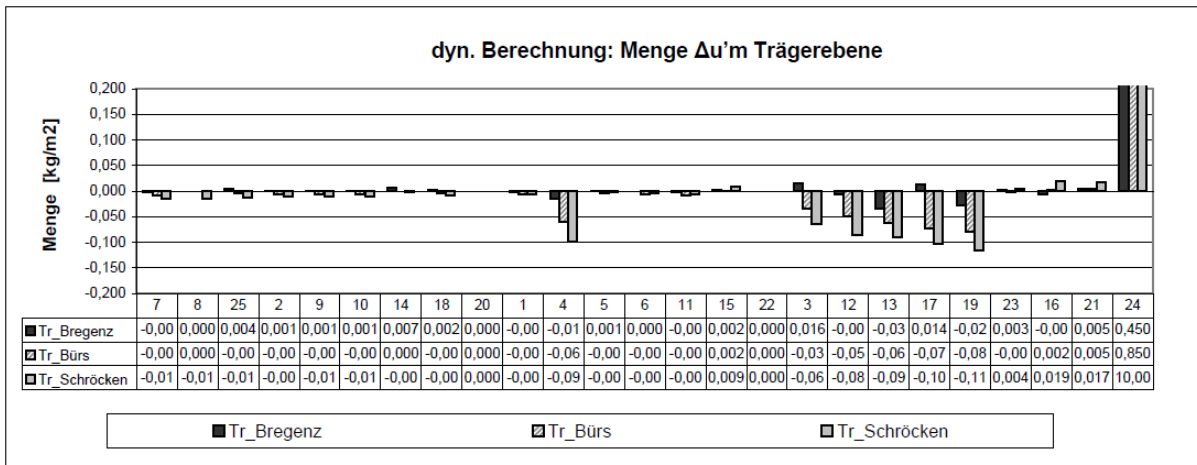 dyn. Berechnung: Menge Δu'm Trägerebene
Menge [kg/m2]
0,200
0,150
0,100
0,050
0,000
-0,050
-0,100
-0,150
-0,200
7 8 25 2 9 10 14 18 20 1 4 5 6 11 15 22 3 12 13 17 19 23 16 21 24
Tr_Bregenz -0,00 0,000 0,004 0,001 0,001 0,001 0,007 0,002 0,000 -0,00 -0,01 0,001 0,000 -0,00 0,002 0,000 0,016 -0,00 -0,03 0,014 -0,02 0,003 -0,00 0,005 0,450
Tr_Bürs -0,00 0,000 -0,00 -0,00 -0,00 -0,00 0,000 -0,00 0,000 -0,00 -0,06 -0,00 -0,00 -0,00 0,002 0,000 -0,03 -0,05 -0,06 -0,07 -0,08 -0,00 0,002 0,005 0,850
Tr_Schröcken -0,01 -0,01 -0,01 -0,00 -0,01 -0,01 -0,00 -0,00 0,000 -0,00 -0,09 -0,00 -0,00 -0,00 0,009 0,000 -0,06 -0,08 -0,09 -0,10 -0,11 0,004 0,019 0,017 10,00
Tr_Bregenz Tr_Bürs Tr_Schröcken